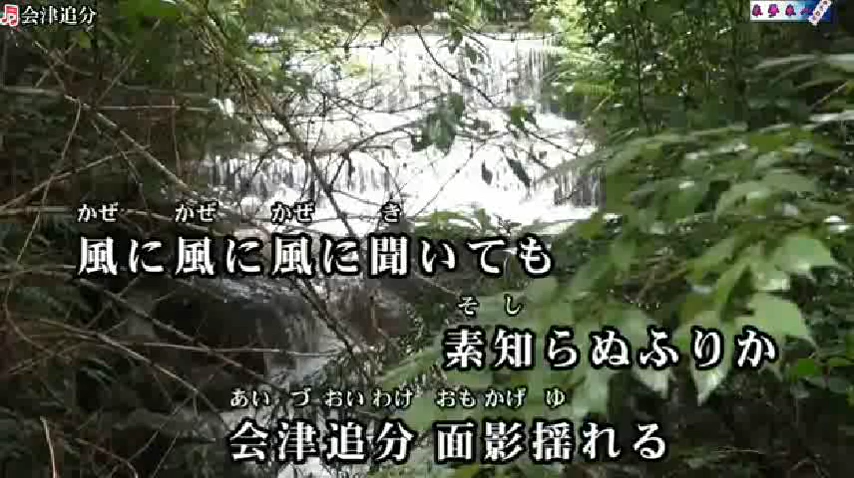 会津追分
かぜ かぜ かぜ き
風に風に風に聞いても
そ し
素知らぬふりか
あい づ おいわけ おもかげ ゆ
会津追分 面影揺れる